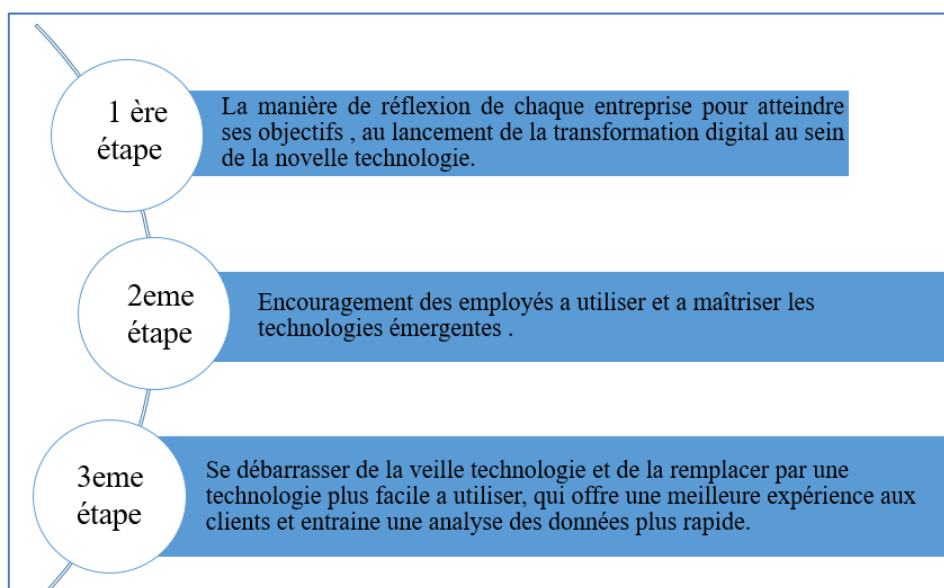 1 ère
étape
La manière de réflexion de chaque entreprise pour atteindre
ses objectifs , au lancement de la transformation digital au sein
de la novelle technologie.
2eme
étape
Encouragement des employés a utiliser et a maîtriser les
technologies émergentes .
3eme
étape
Se débarrasser de la veille technologie et de la remplacer par une
technologie plus facile a utiliser, qui offre une meilleure expérience aux
clients et entraine une analyse des données plus rapide.